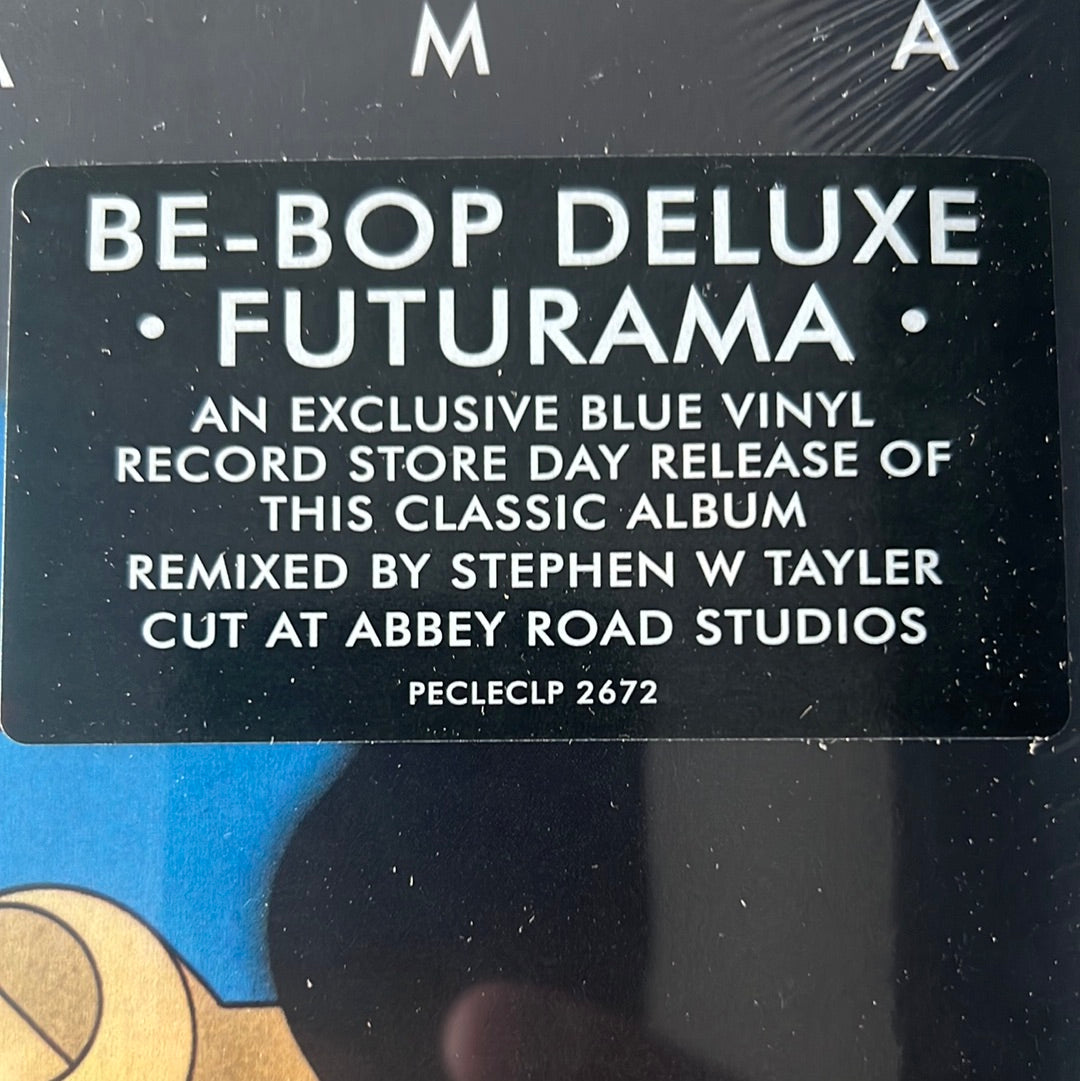 A M A
BE-BOP DELUXE
• FUTURAMA •
AN EXCLUSIVE BLUE VINYL
RECORD STORE DAY RELEASE OF
THIS CLASSIC ALBUM
REMIXED BY STEPHEN W TAYLER
CUT AT ABBEY ROAD STUDIOS
PECLECLP 2672